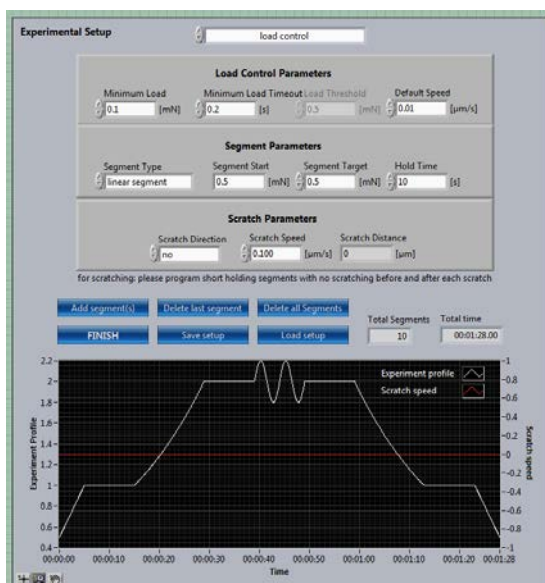 Experimental Setup
load control
Load Control Parameters
Minimum Load Minimum Load Timeout Load Threshold Default Speed
0.1 [mN] 0.2 [s] 0.5 [mN] 0.01 [µm/s]
Segment Parameters
Segment Type Segment Start Segment Target Hold Time
linear segment 0.5 [mN] 0.5 [mN] 10 [s]
Scratch Parameters
Scratch Direction Scratch Speed Scratch Distance
no 0.100 [µm/s] 0 [µm]
for scratching: please program short holding segments with no scratching before and after each scratch
Add segment(s) Delete last segment Delete all Segments
Total Segments Total time
FINISH Save setup Load setup 10 00:01:28.00
Experiment profile
Scratch speed
2.2
2
1.8
1.6
1.4
1.2
1
0.8
0.6
0.4
Experiment Profile
1
0.8
0.6
0.4
0.2
0
-0.2
-0.4
-0.6
-0.8
-1
Scratch speed
00:00:00 00:00:10 00:00:20 00:00:30 00:00:40 00:00:50 00:01:00 00:01:10 00:01:20 00:01:28
Time